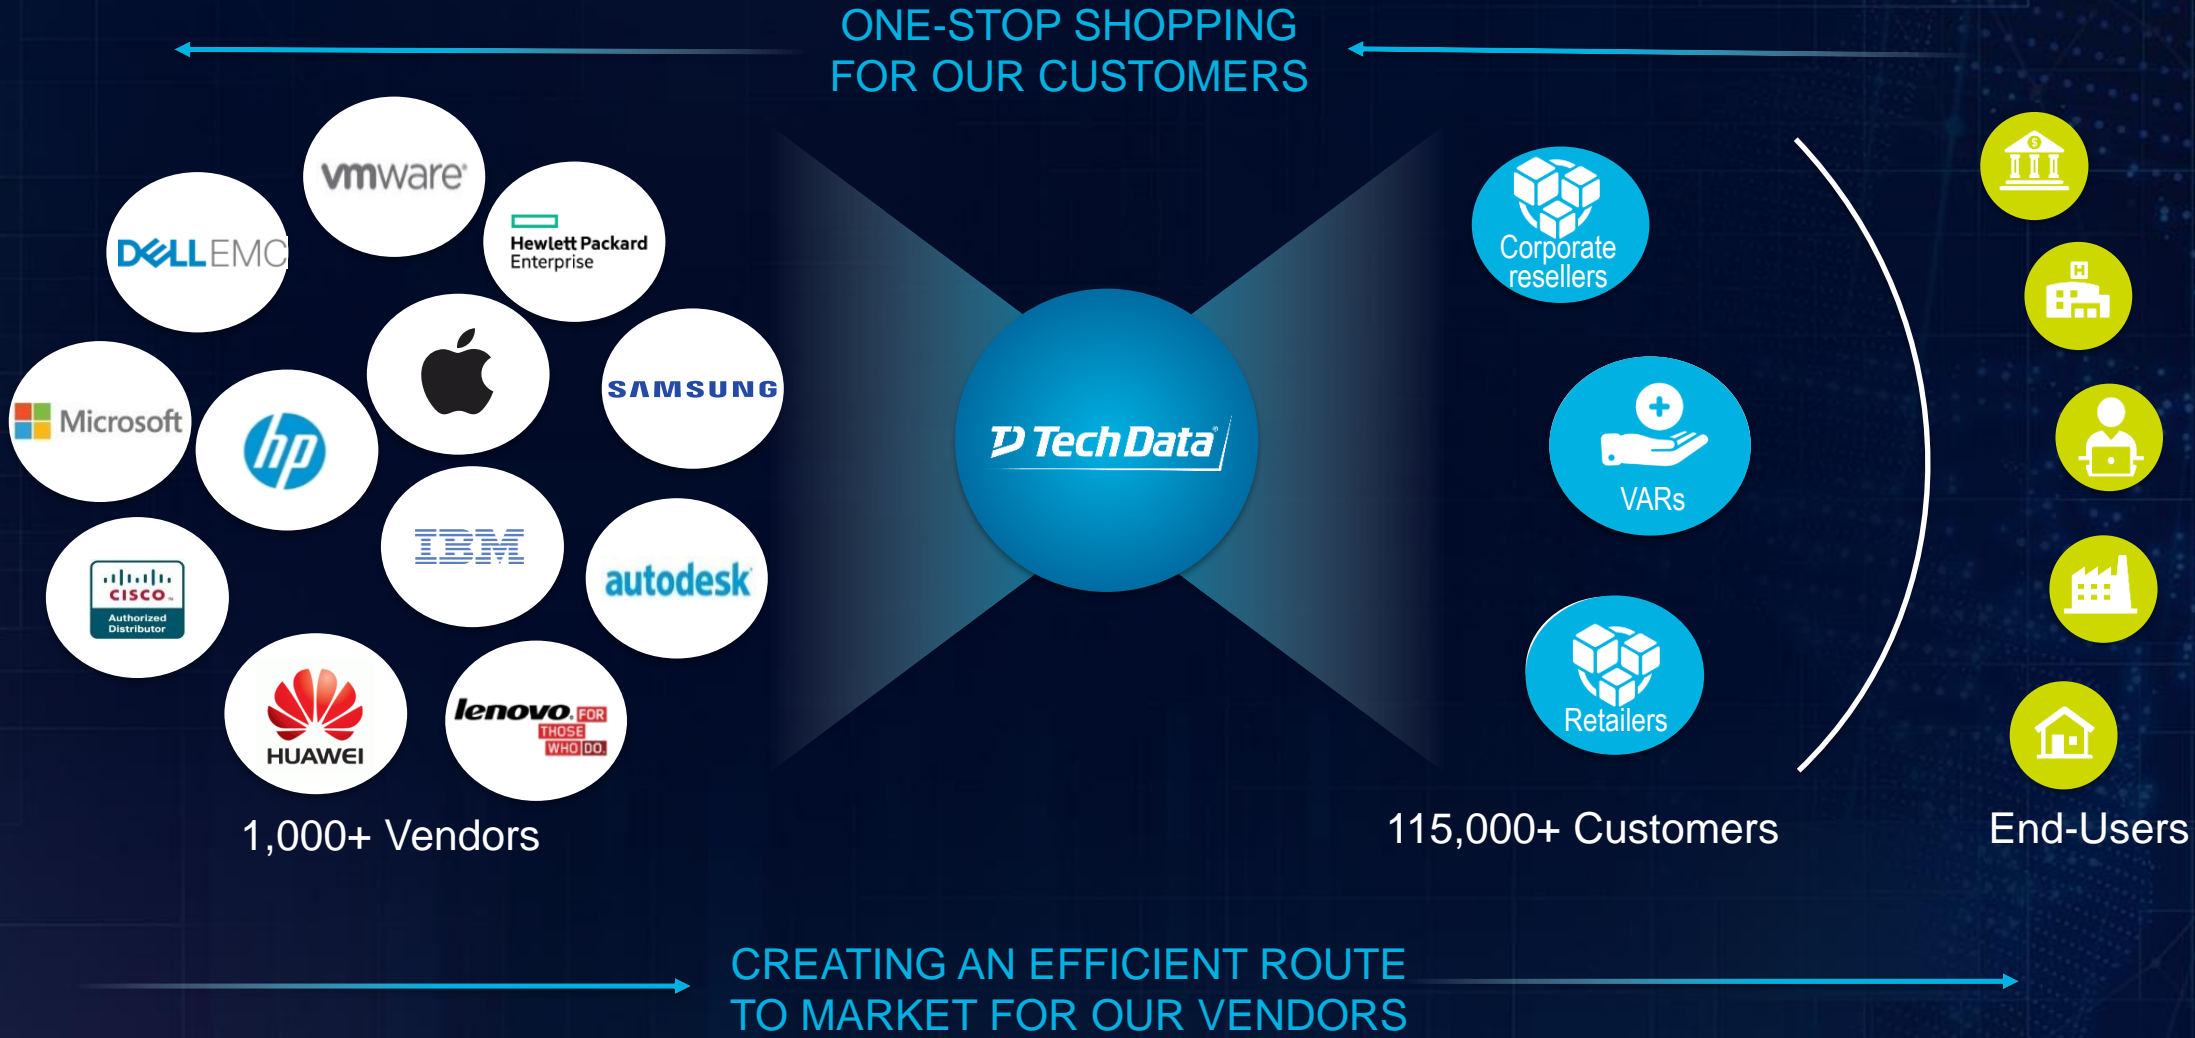 ONE-STOP SHOPPING
FOR OUR CUSTOMERS
vmware®
DELLEMC
Hewlett Packard
Enterprise
SAMSUNG
Microsoft
hp
IBM
autodesk
CISCO™
Authorized
Distributor
HUAWEI
lenovo. FOR
THOSE
WHO DO.
1,000+ Vendors
Tech Data®
Corporate
resellers
VARs
Retailers
115,000+ Customers
$
H
End-Users
CREATING AN EFFICIENT ROUTE
TO MARKET FOR OUR VENDORS